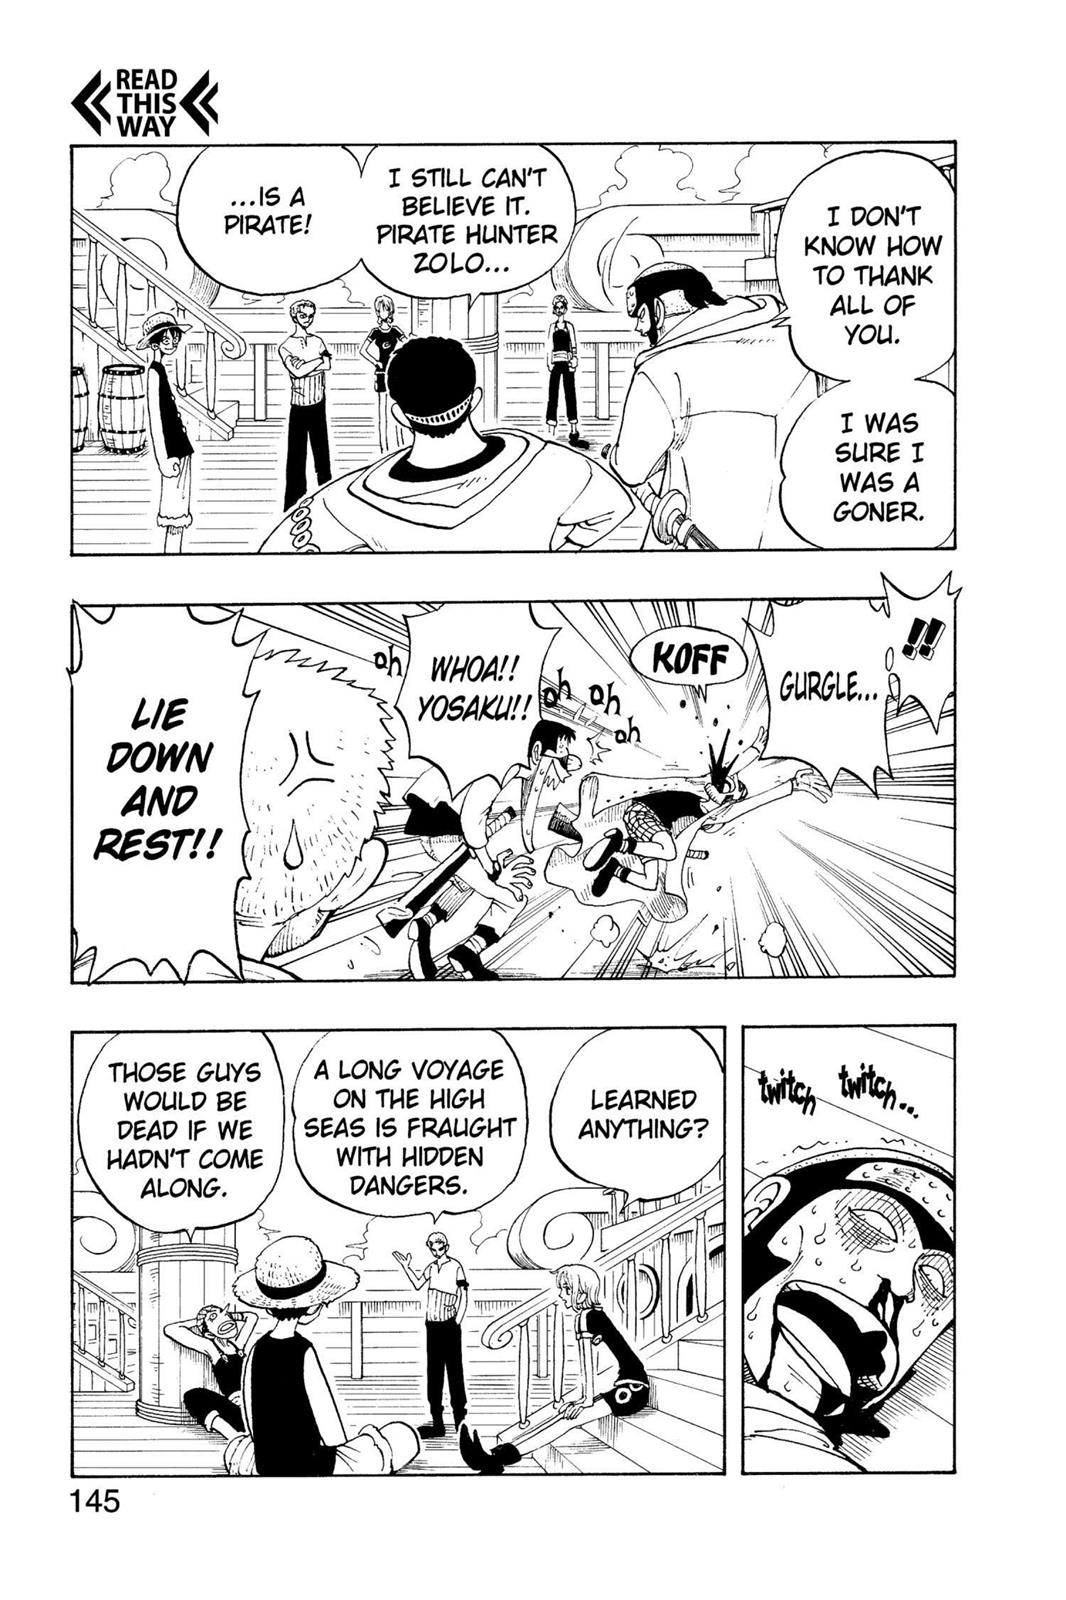 READ
THIS
WAY
I DON'T
KNOW HOW
TO THANK
ALL OF
YOU.
I WAS
SURE I
WAS A
GONER.
I STILL CAN'T
BELIEVE IT.
PIRATE HUNTER
ZOLO...
...IS A
PIRATE!
!!
GURGLE...
KOFF
WHOA!!
YOSAKU!!
oh
oh
oh
oh
LIE
DOWN
AND
REST!!
twitch
twitch...
LEARNED
ANYTHING?
A LONG VOYAGE
ON THE HIGH
SEAS IS FRAUGHT
WITH HIDDEN
DANGERS.
THOSE GUYS
WOULD BE
DEAD IF WE
HADN'T COME
ALONG.
145